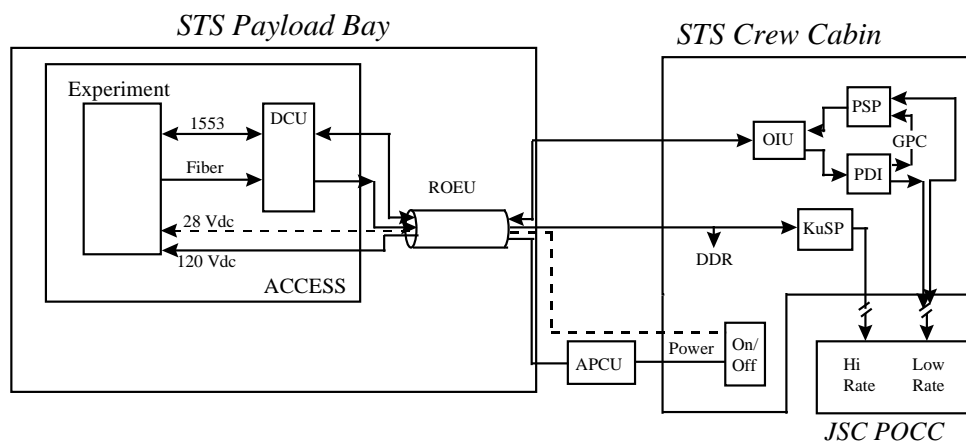 STS Payload Bay
STS Crew Cabin
Experiment
1553
DCU
Fiber
28 Vdc
120 Vdc
ACCESS
ROEU
OIU
PSP
GPC
PDI
KuSP
DDR
APCU
Power
On/
Off
Hi
Rate
Low
Rate
JSC POCC